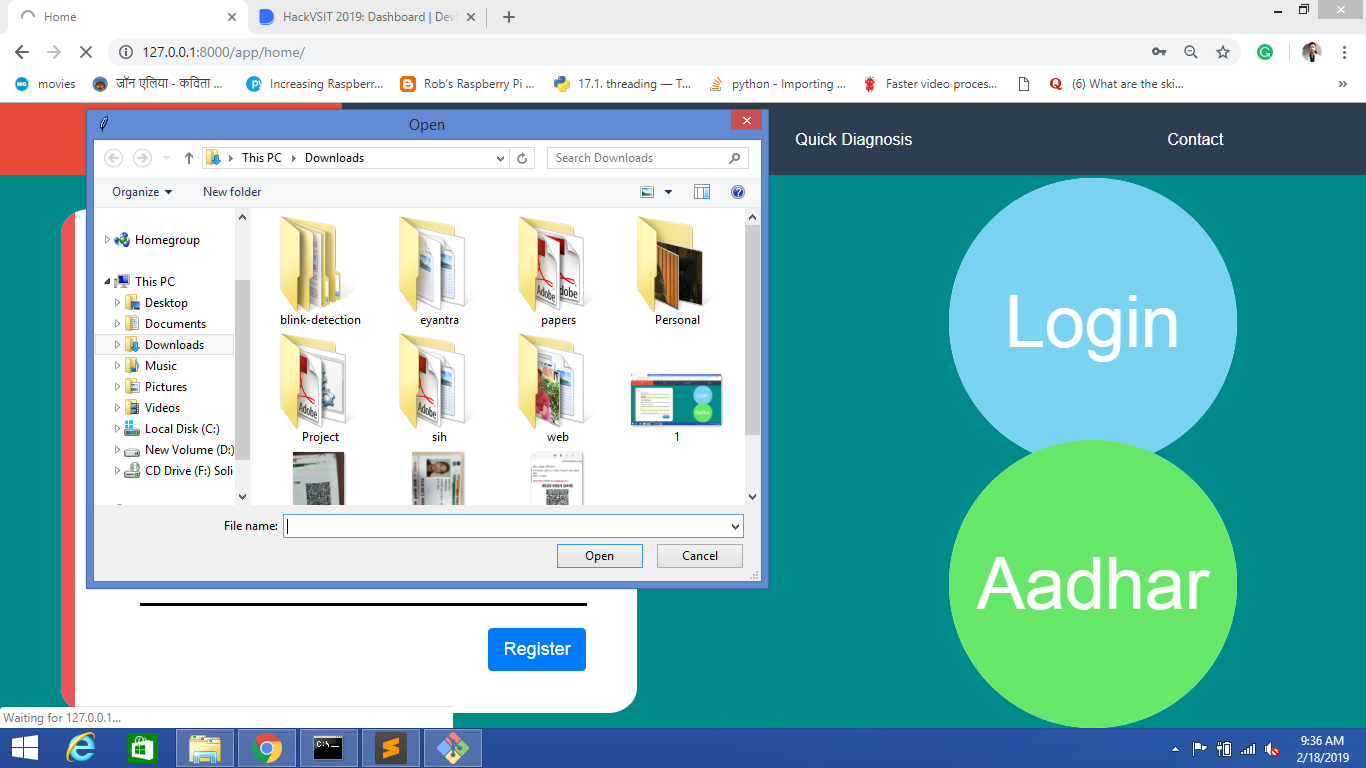 Home
HackVSIT 2019: Dashboard | Dev
127.0.0.1:8000/app/home/
movies
जॉन एलिया - कविता ...
Increasing Raspberr...
Rob's Raspberry Pi ...
17.1. threading — T...
python - Importing ...
Faster video proces...
(6) What are the ski...
Quick Diagnosis
Contact
Open
This PC
Downloads
Search Downloads
Organize
New folder
Homegroup
This PC
Desktop
Documents
Downloads
Music
Pictures
Videos
Local Disk (C:)
New Volume (D:)
CD Drive (F:) Soli
blink-detection
eyantra
papers
Personal
Project
sih
web
1
File name:
Open
Cancel
Register
Login
Aadhar
Waiting for 127.0.0.1...
9:36 AM
2/18/2019